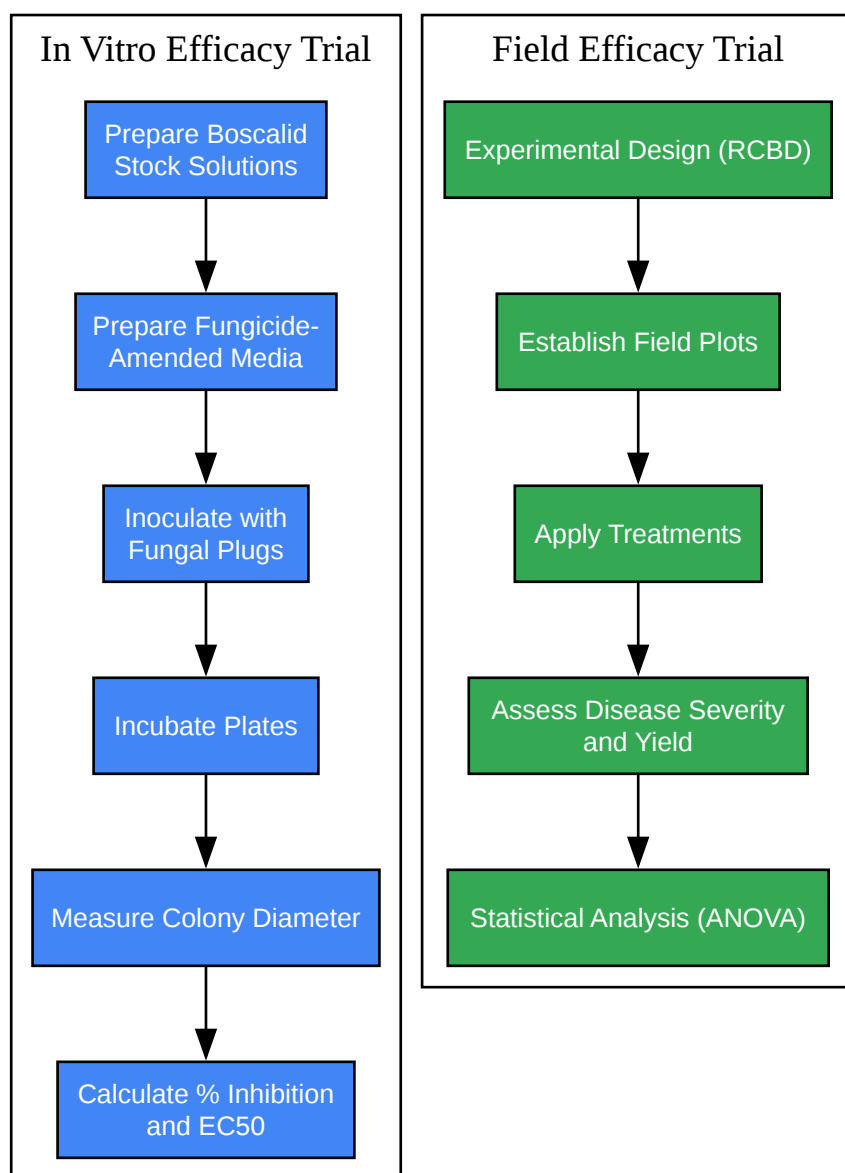 In Vitro Efficacy Trial
Prepare Boscalid
Stock Solutions
Prepare Fungicide-
Amended Media
Inoculate with
Fungal Plugs
Incubate Plates
Measure Colony Diameter
Calculate % Inhibition
and EC50
Field Efficacy Trial
Experimental Design (RCBD)
Establish Field Plots
Apply Treatments
Assess Disease Severity
and Yield
Statistical Analysis (ANOVA)